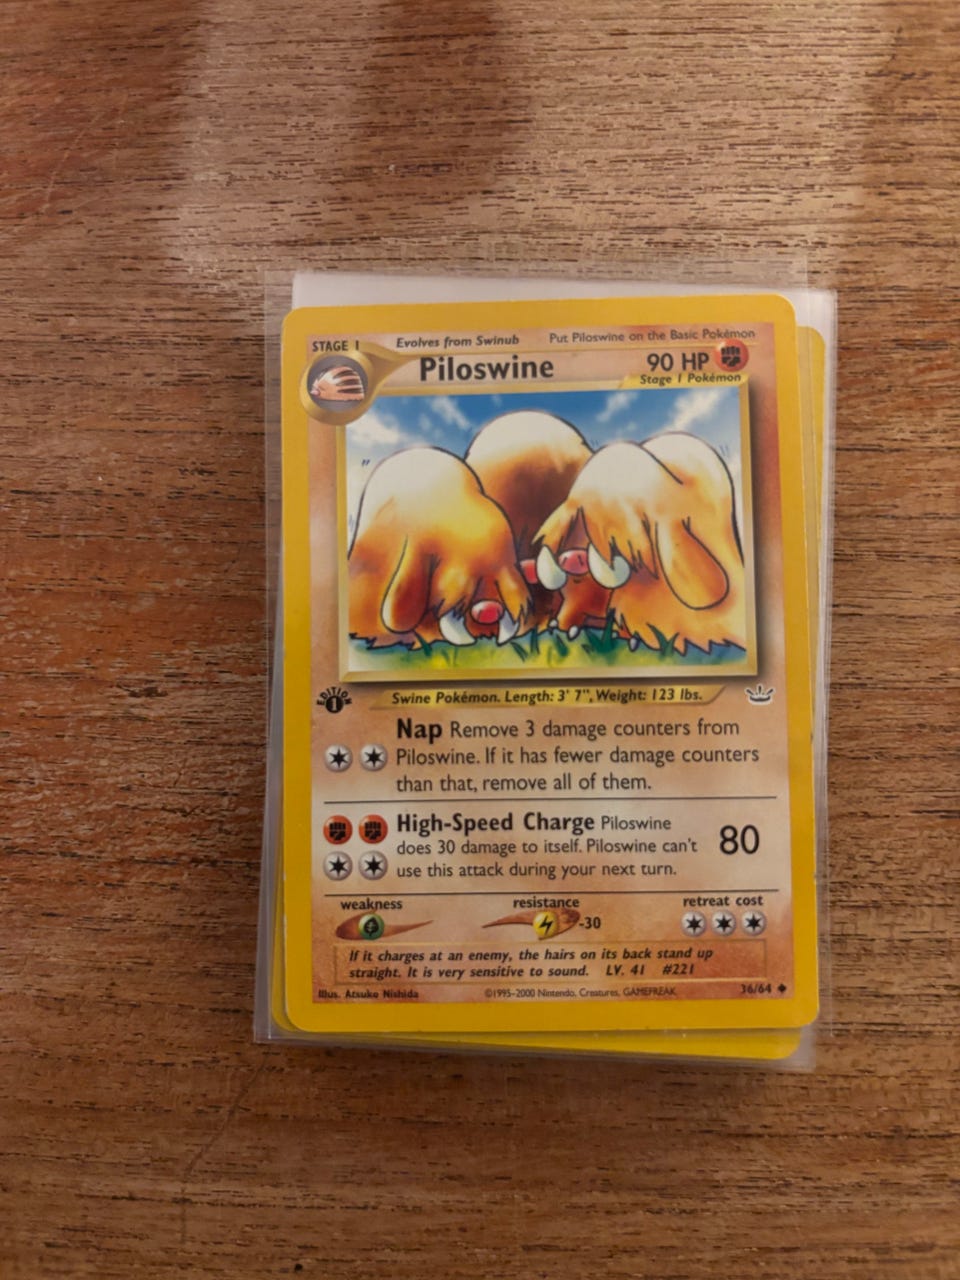 STAGE 1 Evolves from Swinub Put Piloswine on the Basic Pokémon
Piloswine 90 HP
Stage 1 Pokémon
EDITION
1
Swine Pokémon. Length: 3' 7", Weight: 123 lbs.
Nap Remove 3 damage counters from
Piloswine. If it has fewer damage counters
than that, remove all of them.
High-Speed Charge Piloswine
does 30 damage to itself. Piloswine can't 80
use this attack during your next turn.
weakness resistance retreat cost
-30
If it charges at an enemy, the hairs on its back stand up
straight. It is very sensitive to sound. LV. 41 #221
Illus. Atsuko Nishida ©1995-2000 Nintendo, Creatures, GAMEFREAK 36/64